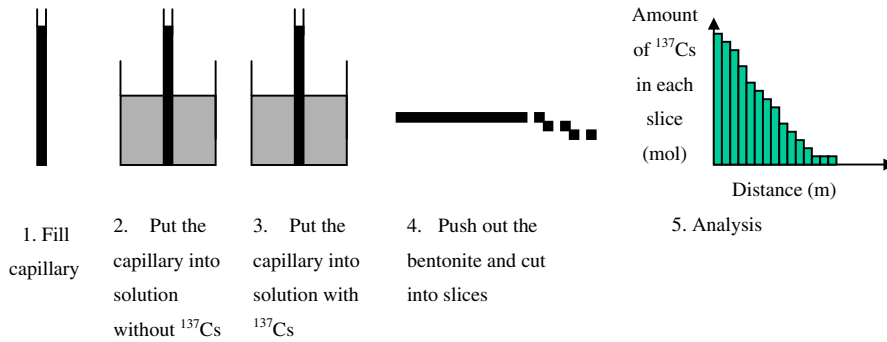 Amount
of ¹³⁷Cs
in each
slice
(mol)
Distance (m)
1. Fill
capillary
2. Put the
capillary into
solution
without ¹³⁷Cs
3. Put the
capillary into
solution with
¹³⁷Cs
4. Push out the
bentonite and cut
into slices
5. Analysis